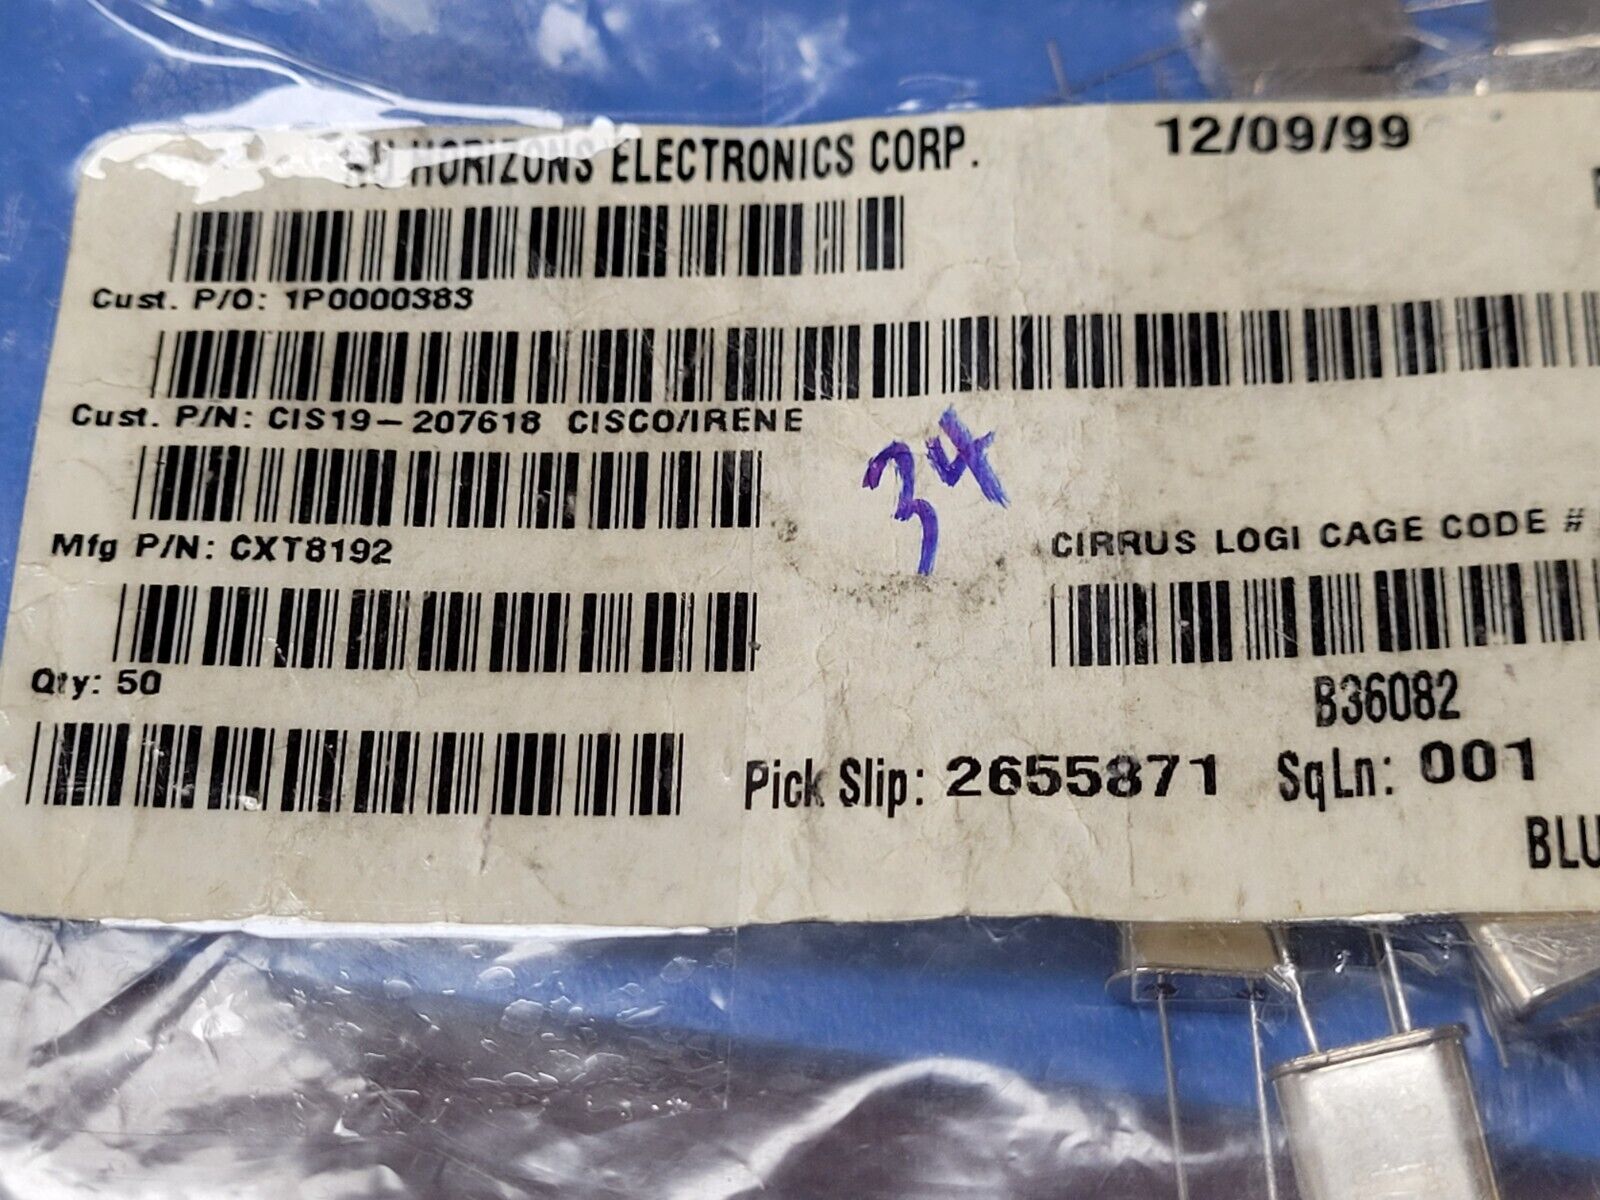 HORIZONS ELECTRONICS CORP.
12/09/99
Cust. P/O: 1P0000383
Cust. P/N: CIS19-207618 CISCO/IRENE
34
Mfg P/N: CXT8192
CIRRUS LOGI CAGE CODE #
Qty: 50
B36082
Pick Slip: 2655871 SqLn: 001
BLU